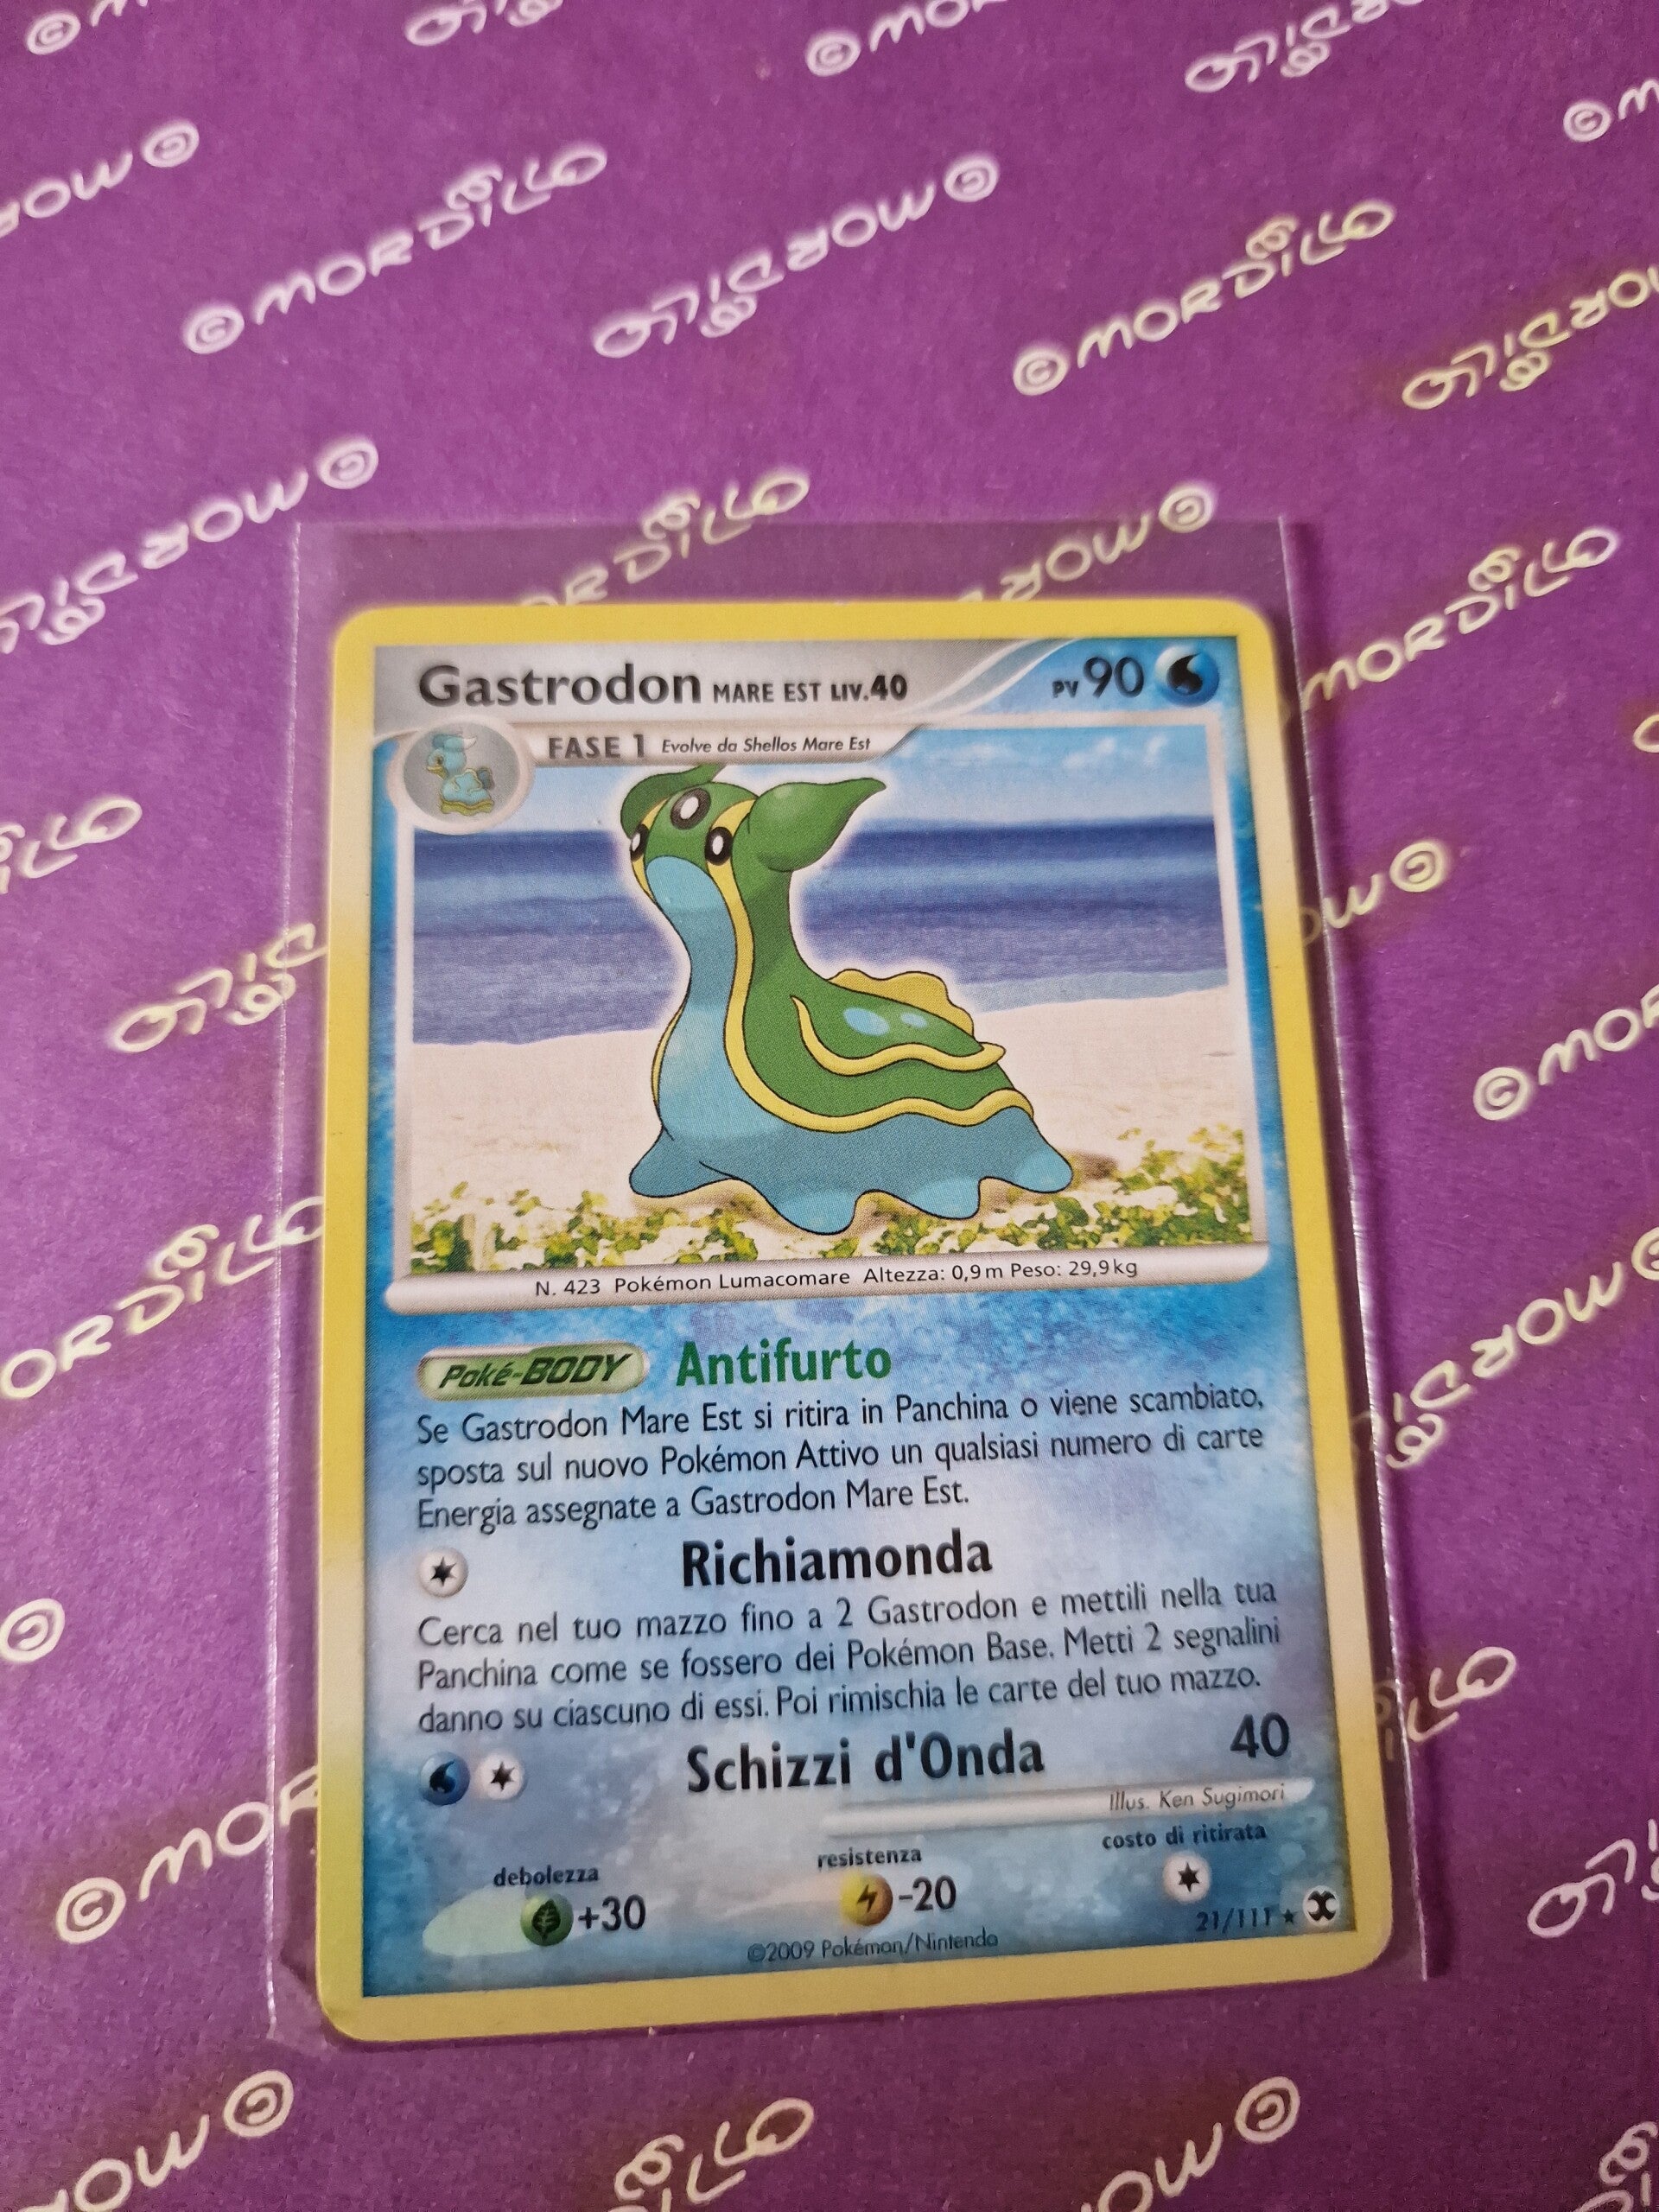 © MORDILLO
© MORDILLO
© MORDILLO
© MORDILLO
Gastrodon MARE EST LIV.40 PV 90
FASE 1 Evolve da Shellos Mare Est
N. 423 Pokémon Lumacomare Altezza: 0,9 m Peso: 29,9 kg
Poké-BODY Antifurto
Se Gastrodon Mare Est si ritira in Panchina o viene scambiato,
sposta sul nuovo Pokémon Attivo un qualsiasi numero di carte
Energia assegnate a Gastrodon Mare Est.
Richiamonda
Cerca nel tuo mazzo fino a 2 Gastrodon e mettili nella tua
Panchina come se fossero dei Pokémon Base. Metti 2 segnalini
danno su ciascuno di essi. Poi rimischia le carte del tuo mazzo.
Schizzi d'Onda 40
Illus. Ken Sugimori
debolezza resistenza costo di ritirata
+30 -20
21/111
©2009 Pokémon/Nintendo